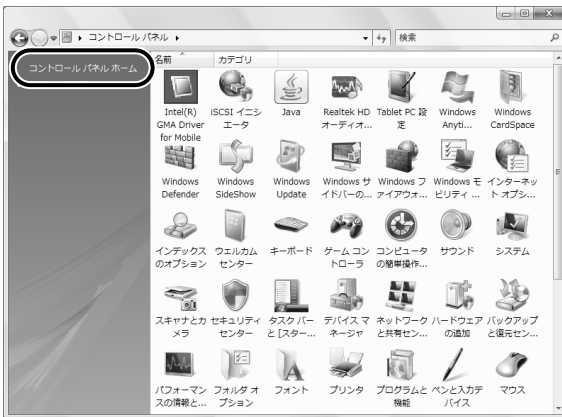 コントロール パネル
検索
コントロール パネル ホーム
名前 カテゴリ
Intel(R) GMA Driver for Mobile
iSCSI イニシエータ
Java
Realtek HD オーディオ...
Tablet PC 設定
Windows Anyti...
Windows CardSpace
Windows Defender
Windows SideShow
Windows Update
Windows サイドバーの...
Windows ファイアウォ...
Windows モビリティ ...
インターネット オプシ...
インデックスのオプション
ウェルカム センター
キーボード
ゲーム コントローラ
コンピュータの簡単操作...
サウンド
システム
スキャナとカメラ
セキュリティ センター
タスク バーと [スター...
デバイス マネージャ
ネットワークと共有セン...
ハードウェアの追加
バックアップと復元セン...
パフォーマンスの情報と...
フォルダ オプション
フォント
プリンタ
プログラムと機能
ペンと入力デバイス
マウス